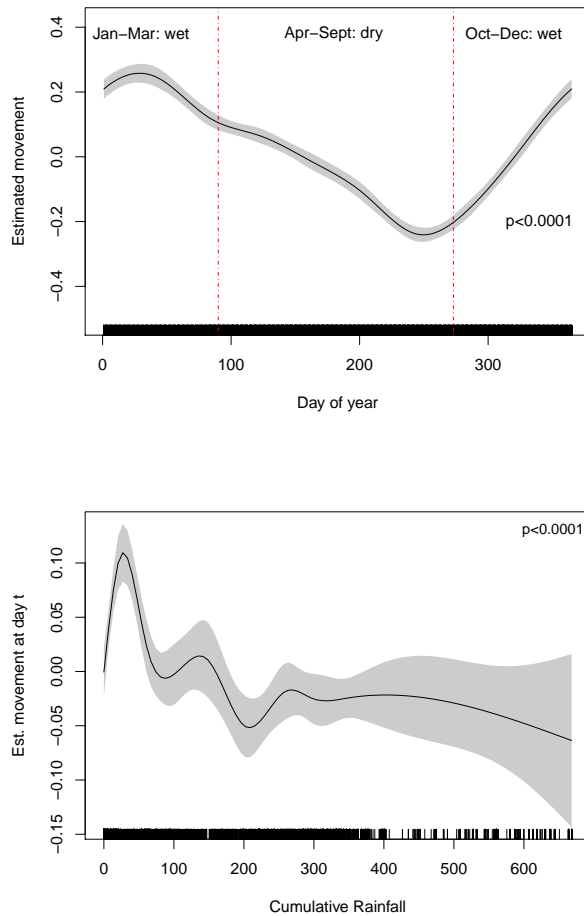 Jan−Mar: wet Apr−Sept: dry Oct−Dec: wet
0.4
0.2
0.0
−0.2
−0.4
Estimated movement
p<0.0001
0 100 200 300
Day of year
p<0.0001
0.10
0.05
0.00
−0.05
−0.10
−0.15
Est. movement at day t
0 100 200 300 400 500 600
Cumulative Rainfall